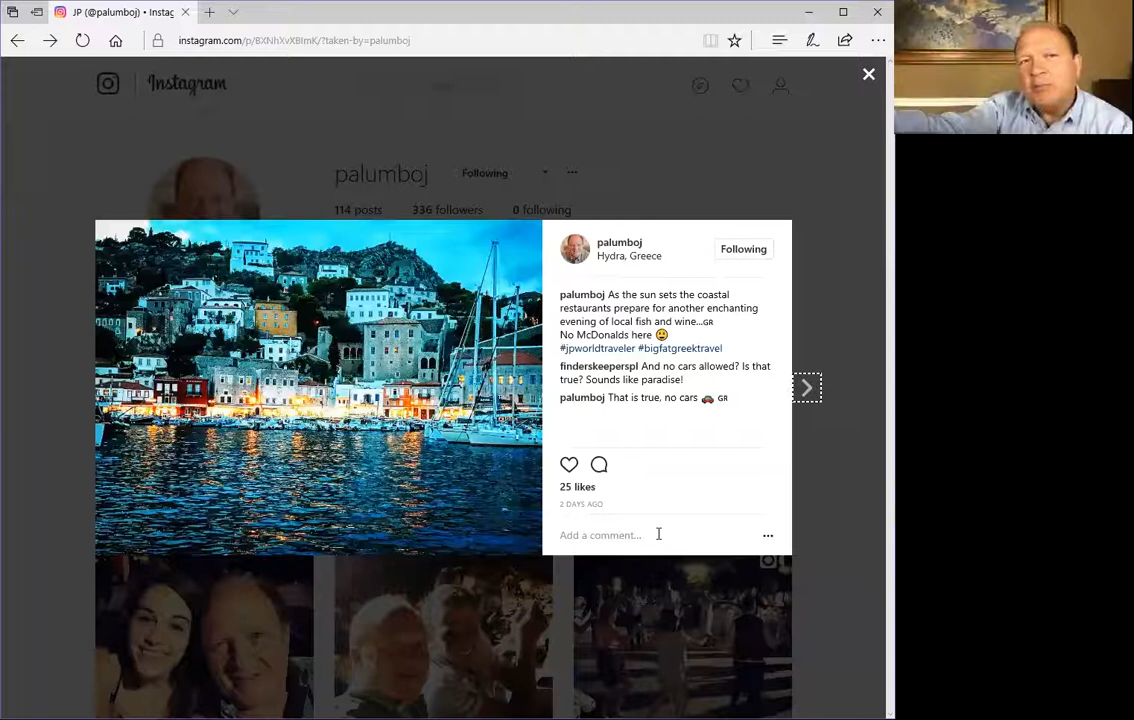 JP (@palumboj) • Instag
instagram.com/p/BXNhXvXBImK/?taken-by=palumboj
Instagram
palumboj Following
114 posts 336 followers 0 following
palumboj
Hydra, Greece
Following
palumboj As the sun sets the coastal
restaurants prepare for another enchanting
evening of local fish and wine...GR
No McDonalds here 😀
#jpworldtraveler #bigfatgreektravel
finderskeeperspl And no cars allowed? Is that
true? Sounds like paradise!
palumboj That is true, no cars 🚗 GR
25 likes
2 DAYS AGO
Add a comment...